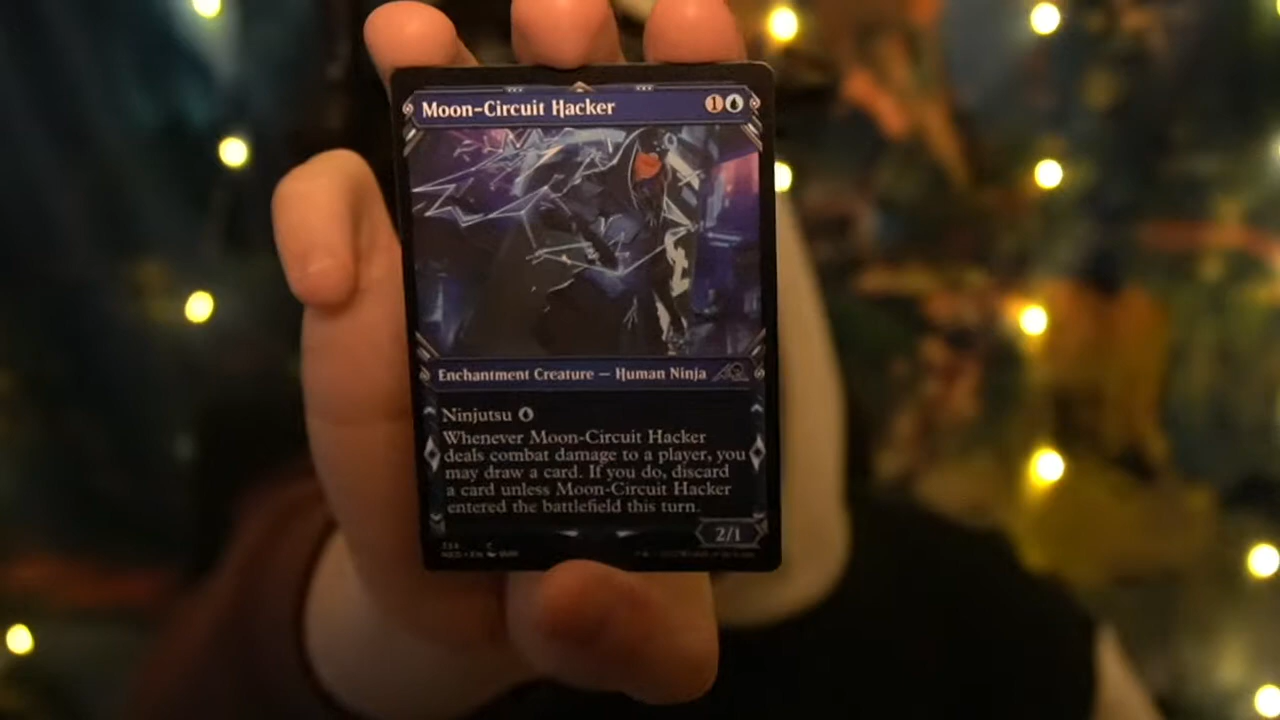 Moon-Circuit Hacker 1
Enchantment Creature — Human Ninja
Ninjutsu
Whenever Moon-Circuit Hacker
deals combat damage to a player, you
may draw a card. If you do, discard
a card unless Moon-Circuit Hacker
entered the battlefield this turn.
2/1